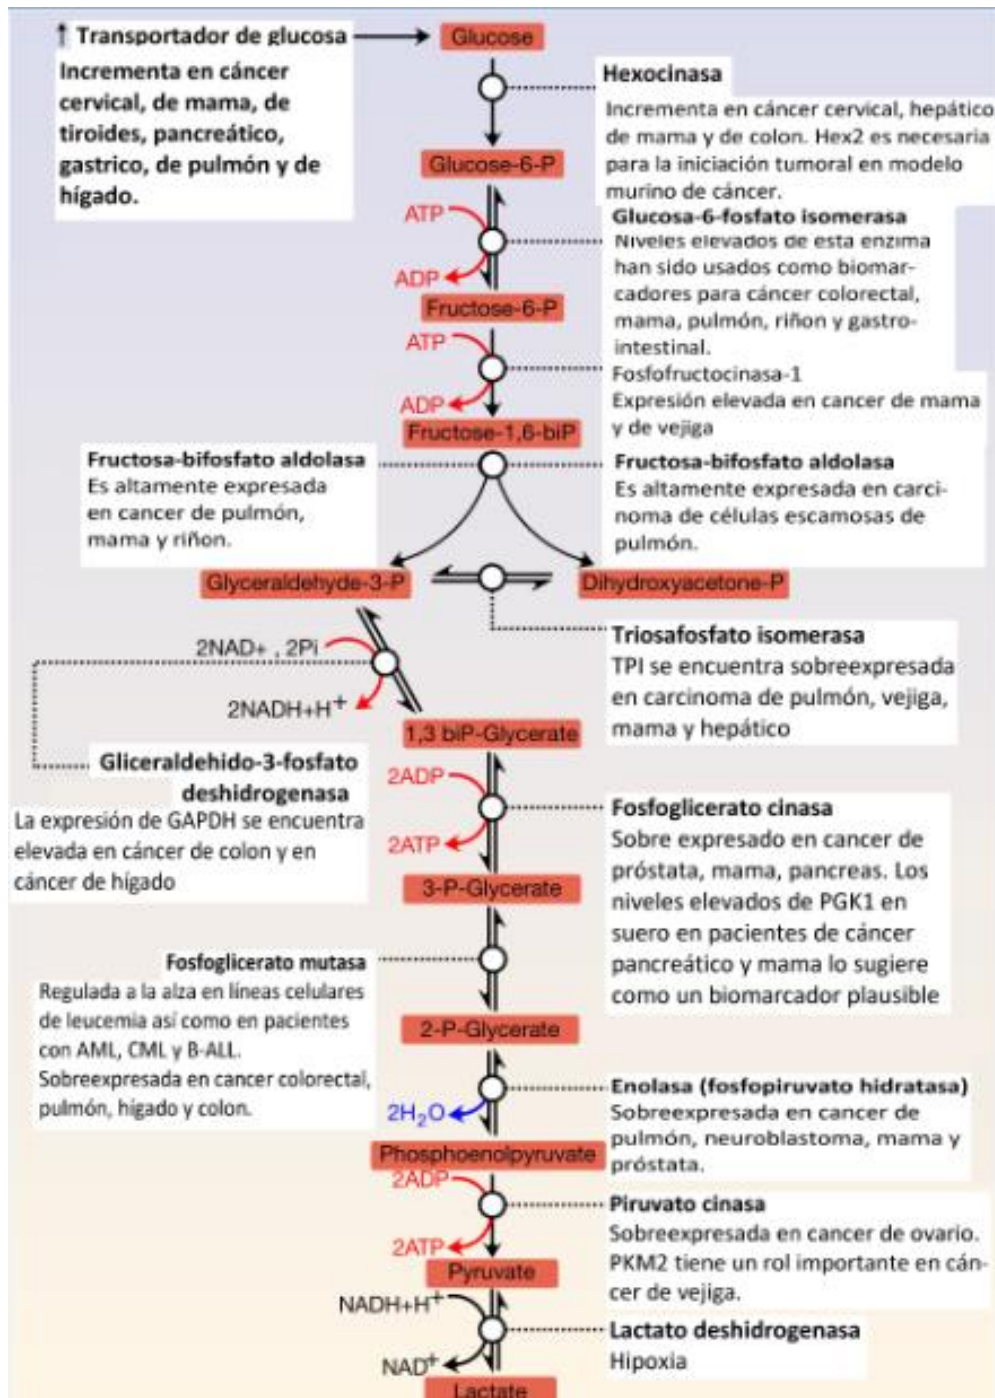 ↑ Transportador de glucosa
Glucose
Incrementa en cáncer
cervical, de mama, de
tiroides, pancreático,
gastrico, de pulmón y de
hígado.
Hexocinasa
Incrementa en cáncer cervical, hepático
de mama y de colon. Hex2 es necesaria
para la iniciación tumoral en modelo
murino de cáncer.
Glucose-6-P
ATP
ADP
Glucosa-6-fosfato isomerasa
Niveles elevados de esta enzima
han sido usados como biomar-
cadores para cáncer colorectal,
mama, pulmón, riñon y gastro-
intestinal.
Fructose-6-P
ATP
ADP
Fosfofructocinasa-1
Expresión elevada en cancer de mama
y de vejiga
Fructose-1,6-biP
Fructosa-bifosfato aldolasa
Es altamente expresada
en cancer de pulmón,
mama y riñon.
Fructosa-bifosfato aldolasa
Es altamente expresada en carci-
noma de células escamosas de
pulmón.
Glyceraldehyde-3-P
Dihydroxyacetone-P
Triosafosfato isomerasa
TPI se encuentra sobreexpresada
en carcinoma de pulmón, vejiga,
mama y hepático
2NAD+ , 2Pi
2NADH+H+
1,3 biP-Glycerate
Gliceraldehido-3-fosfato
deshidrogenasa
La expresión de GAPDH se encuentra
elevada en cáncer de colon y en
cáncer de hígado
2ADP
2ATP
Fosfoglicerato cinasa
Sobre expresado en cancer de
próstata, mama, pancreas. Los
niveles elevados de PGK1 en
suero en pacientes de cáncer
pancreático y mama lo sugiere
como un biomarcador plausible
3-P-Glycerate
Fosfoglicerato mutasa
Regulada a la alza en líneas celulares
de leucemia así como en pacientes
con AML, CML y B-ALL.
Sobreexpresada en cancer colorectal,
pulmón, higado y colon.
2-P-Glycerate
2H₂O
Enolasa (fosfopiruvato hidratasa)
Sobreexpresada en cancer de
pulmón, neuroblastoma, mama y
próstata.
Phosphoenolpyruvate
2ADP
2ATP
Piruvato cinasa
Sobreexpresada en cancer de ovario.
PKM2 tiene un rol importante en cán-
cer de vejiga.
Pyruvate
NADH+H+
NAD+
Lactato deshidrogenasa
Hipoxia
Lactate